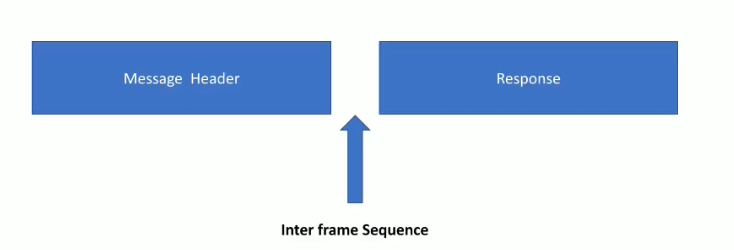 Message Header
Response
Inter frame Sequence